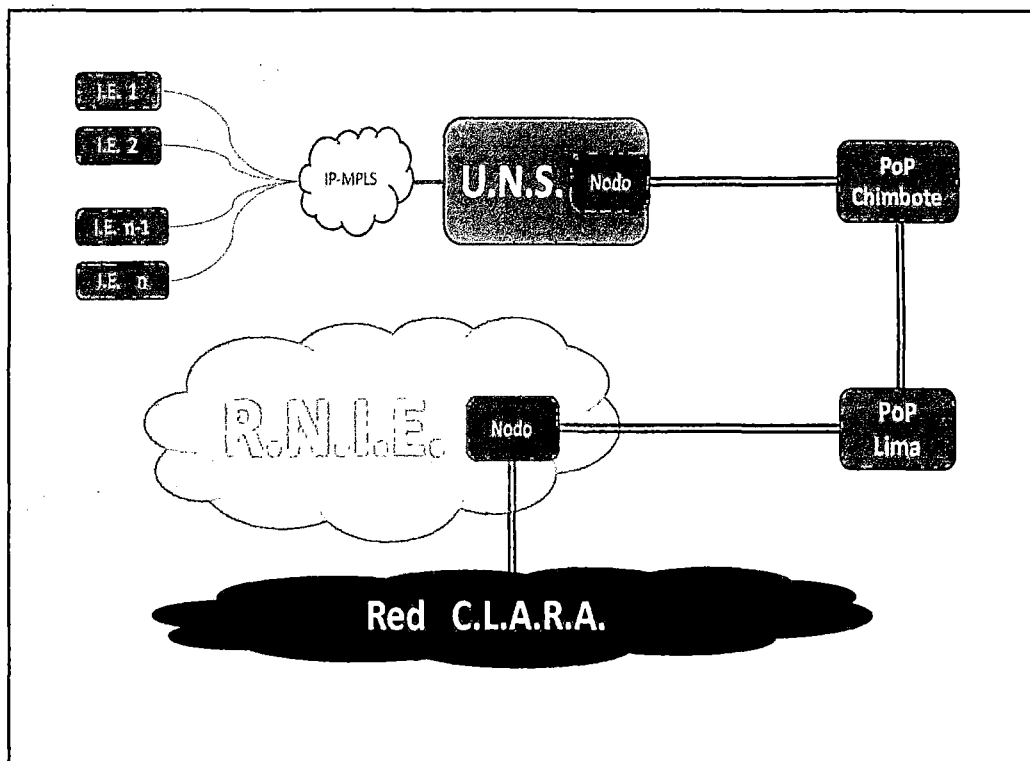 I.E. 1
I.E. 2
I.E. n-1
I.E. n
IP-MPLS
U.N.S.
Nodo
PoP
Chimbote
R.N.I.E.
Nodo
PoP
Lima
Red C.L.A.R.A.